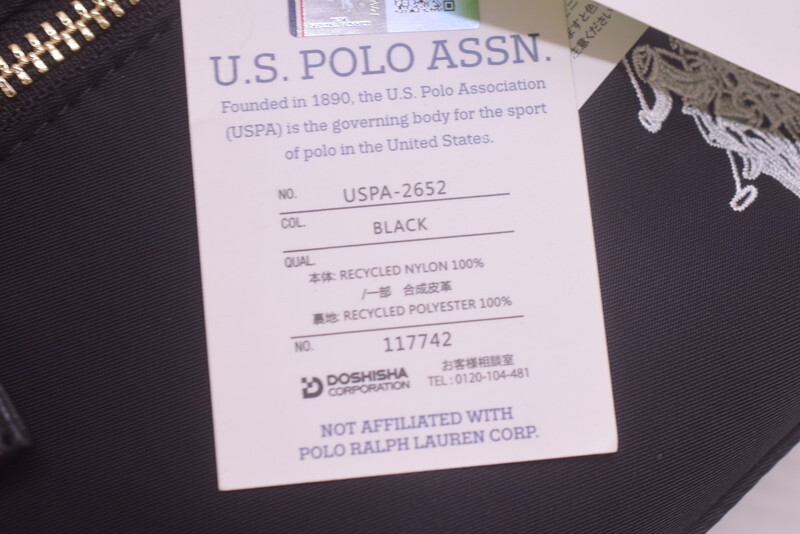 U.S. POLO ASSN.
Founded in 1890, the U.S. Polo Association
(USPA) is the governing body for the sport
of polo in the United States.
NO. USPA-2652
COL. BLACK
QUAL. 本体: RECYCLED NYLON 100%
/一部 合成皮革
裏地: RECYCLED POLYESTER 100%
NO. 117742
DOSHISHA
CORPORATION
お客様相談室
TEL:0120-104-481
NOT AFFILIATED WITH
POLO RALPH LAUREN CORP.